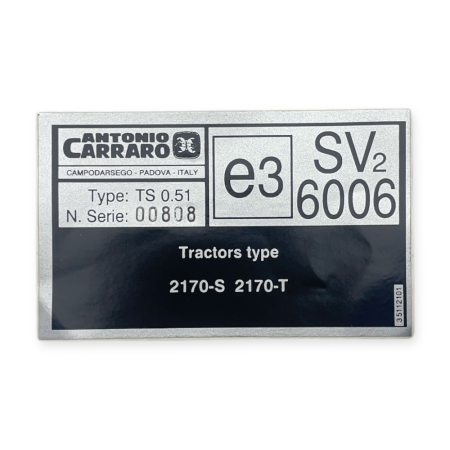 ANTONIO
CARRARO
CAMPODARSEGO - PADOVA - ITALY
Type: TS 0.51
N. Serie: 00808
e3
SV2
6006
Tractors type
2170-S 2170-T
35112101